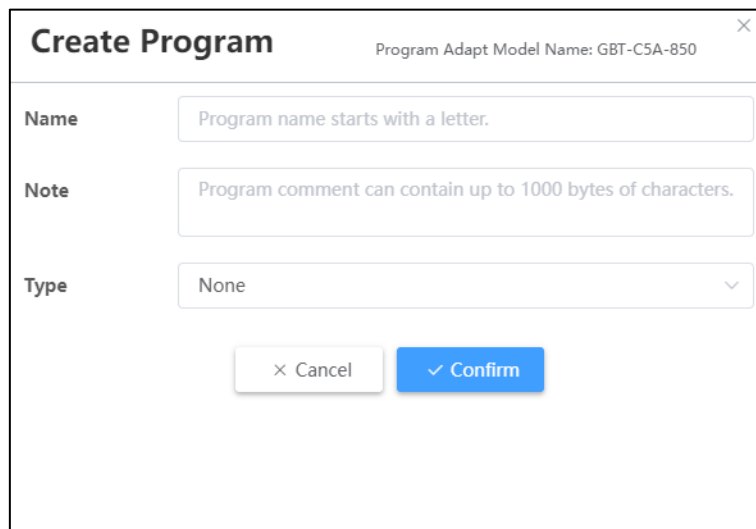 Create Program
Program Adapt Model Name: GBT-C5A-850
Name
Program name starts with a letter.
Note
Program comment can contain up to 1000 bytes of characters.
Type
None
Cancel
Confirm